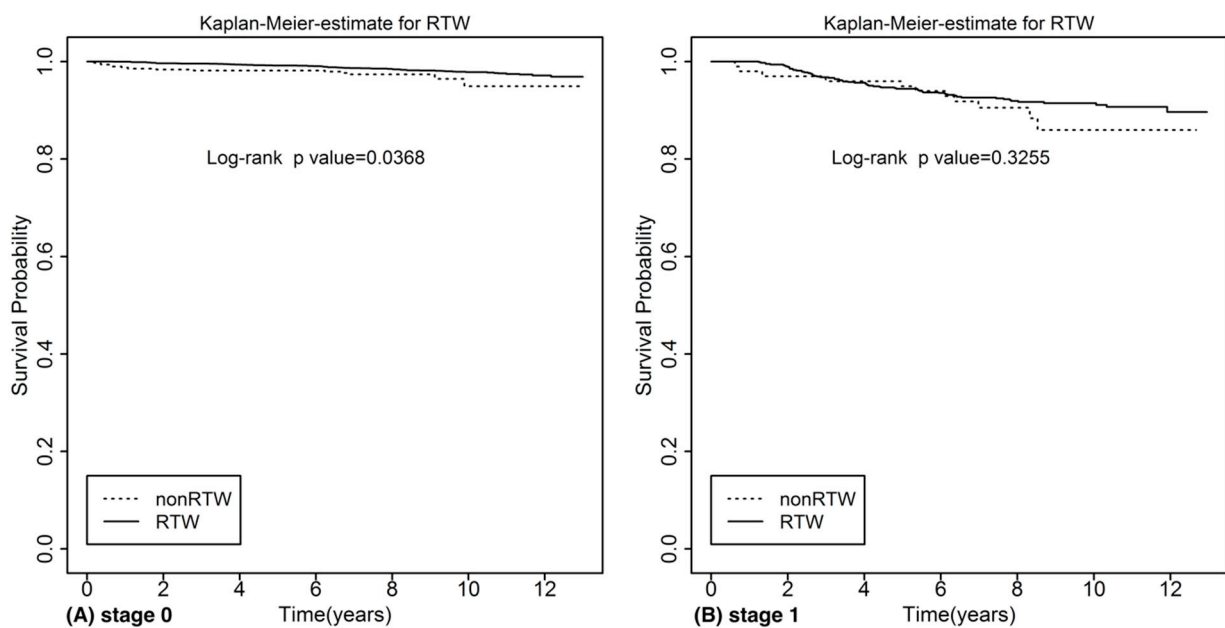 Kaplan-Meier-estimate for RTW
1.0
0.8
0.6
0.4
0.2
0.0
Survival Probability
Log-rank p value=0.0368
nonRTW
RTW
0 2 4 6 8 10 12
(A) stage 0
Time(years)
Kaplan-Meier-estimate for RTW
1.0
0.8
0.6
0.4
0.2
0.0
Survival Probability
Log-rank p value=0.3255
nonRTW
RTW
0 2 4 6 8 10 12
(B) stage 1
Time(years)